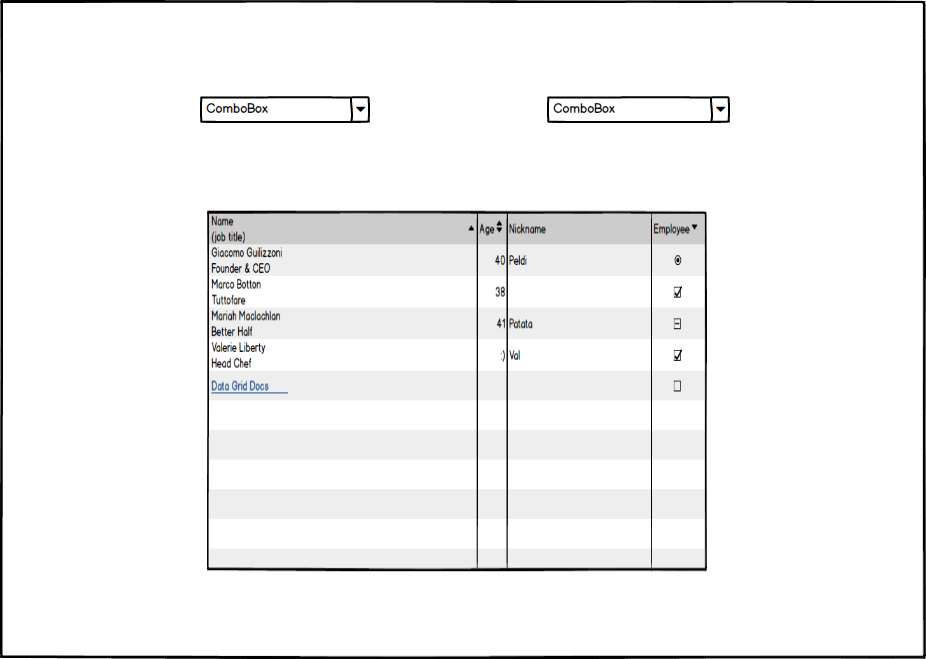 ComboBox
ComboBox
Name
(job title)
Age
Nickname
Employee
Giacomo Guilizzoni
Founder & CEO
40
Peldi
Marco Botton
Tuttofare
38
Mariah Maclachlan
Better Half
41
Patata
Valerie Liberty
Head Chef
:)
Val
Data Grid Docs